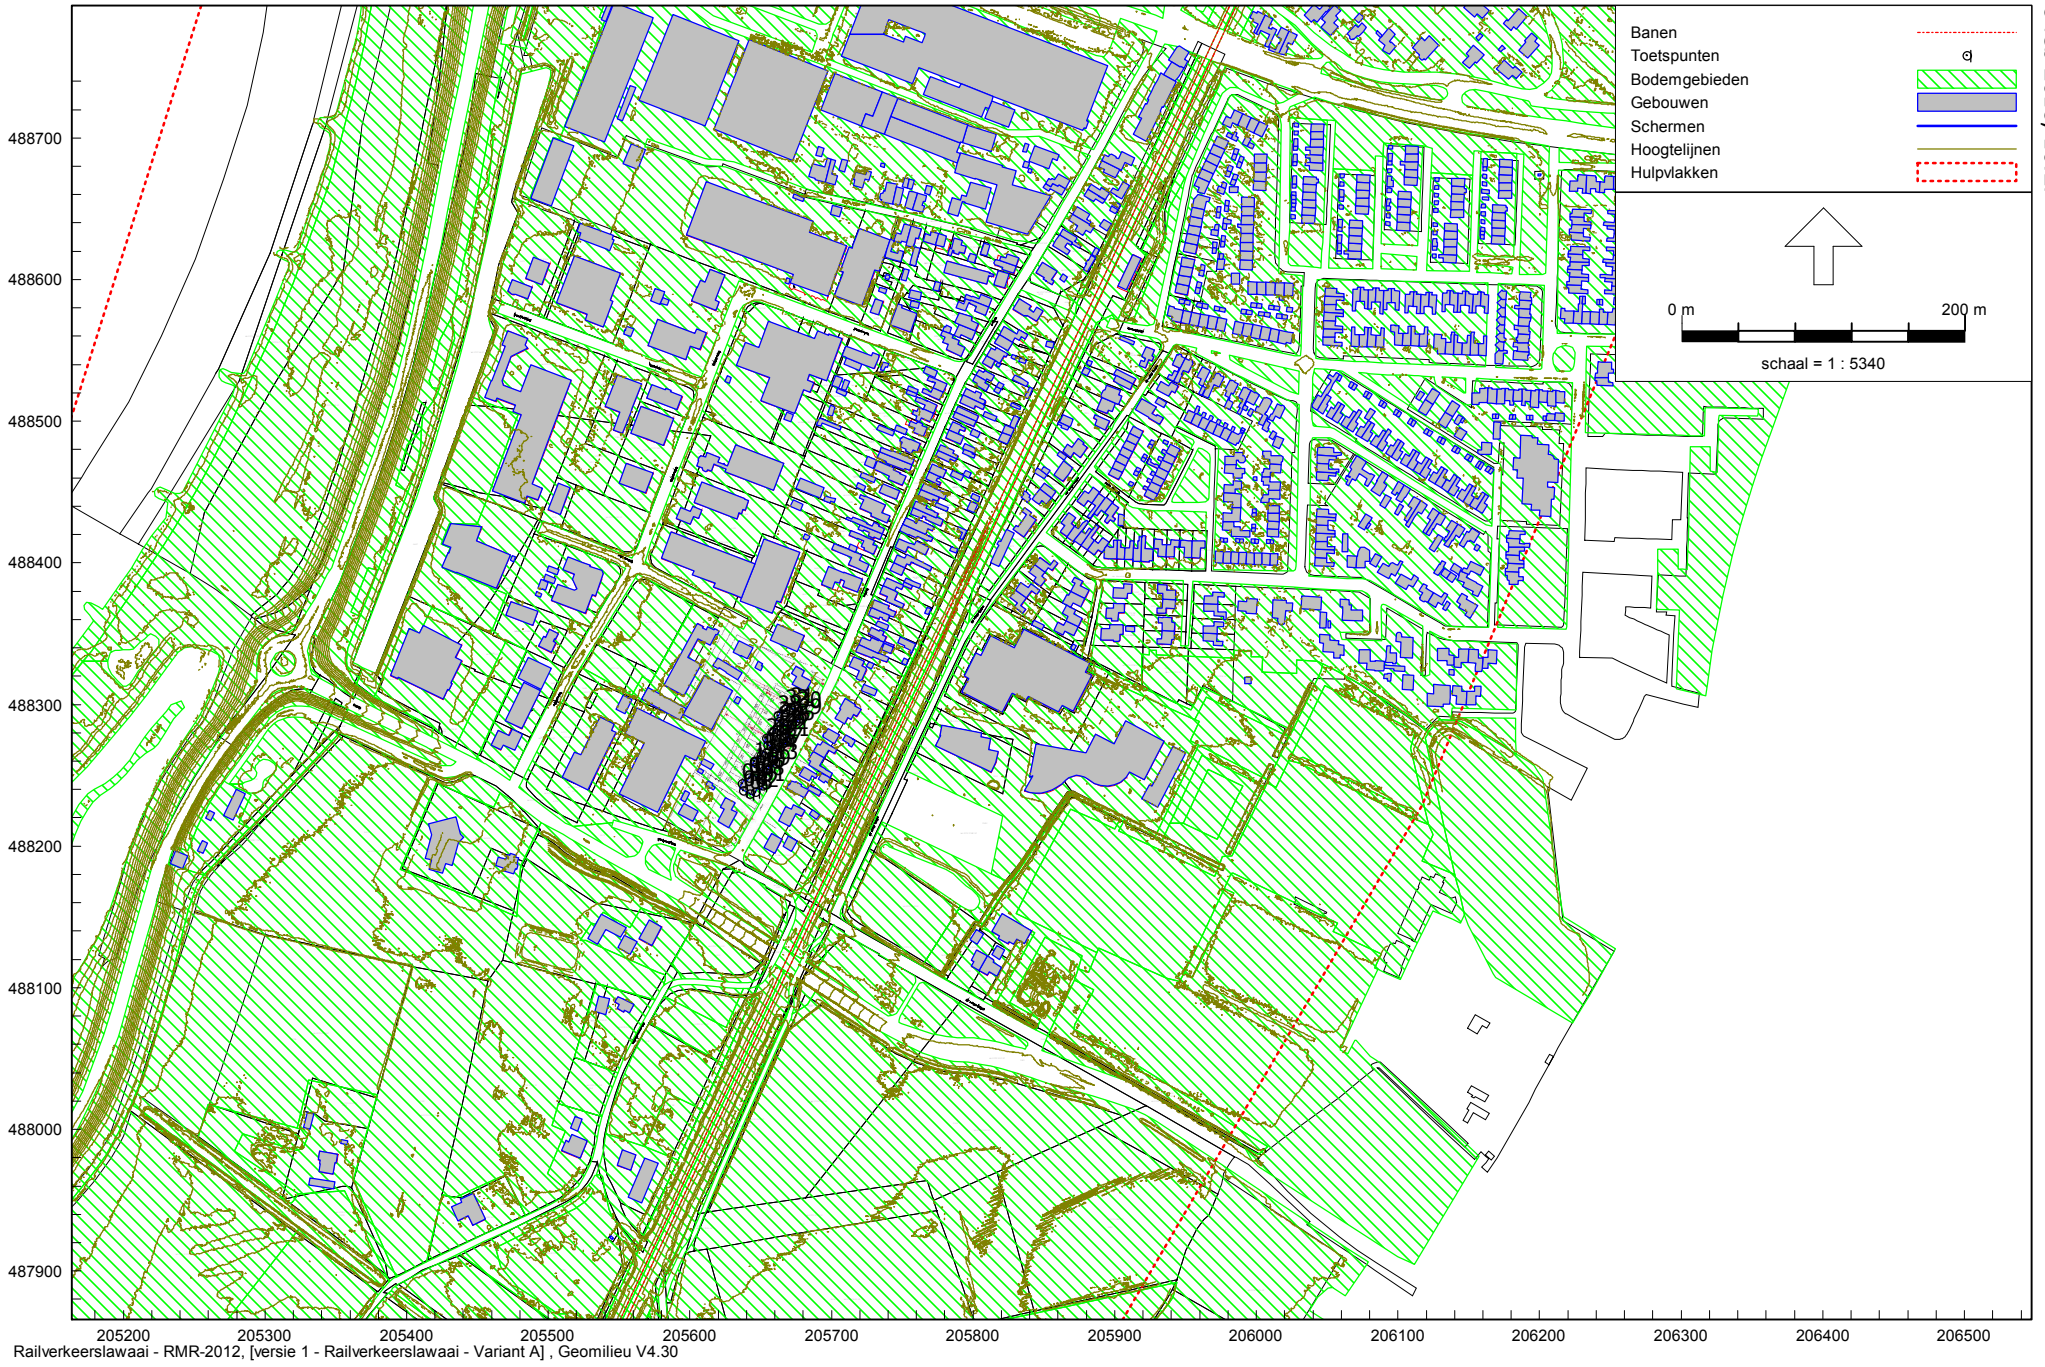 Banen
Toetspunten
Bodemgebieden
Gebouwen
Schermen
Hoogtelijnen
Hulpvlakken
0 m 200 m
schaal = 1 : 5340
488700
488600
488500
488400
488300
488200
488100
488000
487900
205200 205300 205400 205500 205600 205700 205800 205900 206000 206100 206200 206300 206400 206500
Railverkeerslawaai - RMR-2012, [versie 1 - Railverkeerslawaai - Variant A] , Geomilieu V4.30